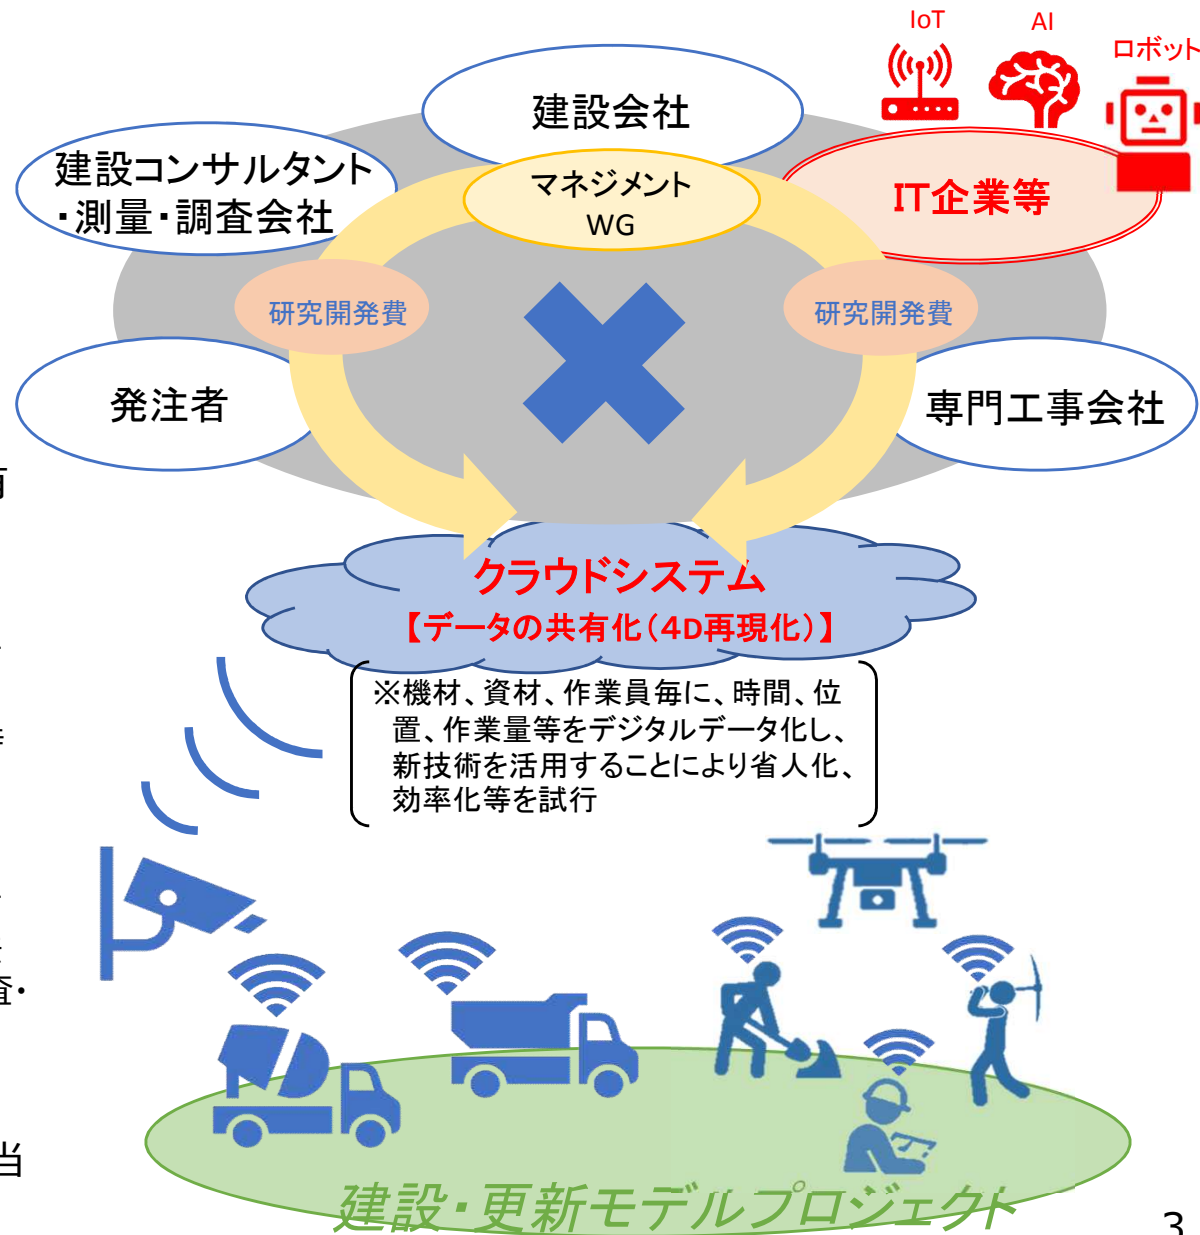 IoT
AI
ロボット
建設会社
建設コンサルタント
・測量・調査会社
マネジメント
WG
IT企業等
研究開発費
研究開発費
発注者
専門工事会社
クラウドシステム
【データの共有化（4D再現化）】
※機材、資材、作業員毎に、時間、位
置、作業量等をデジタルデータ化し、
新技術を活用することにより省人化、
効率化等を試行
査・
当
建設・更新モデルプロジェクト
3